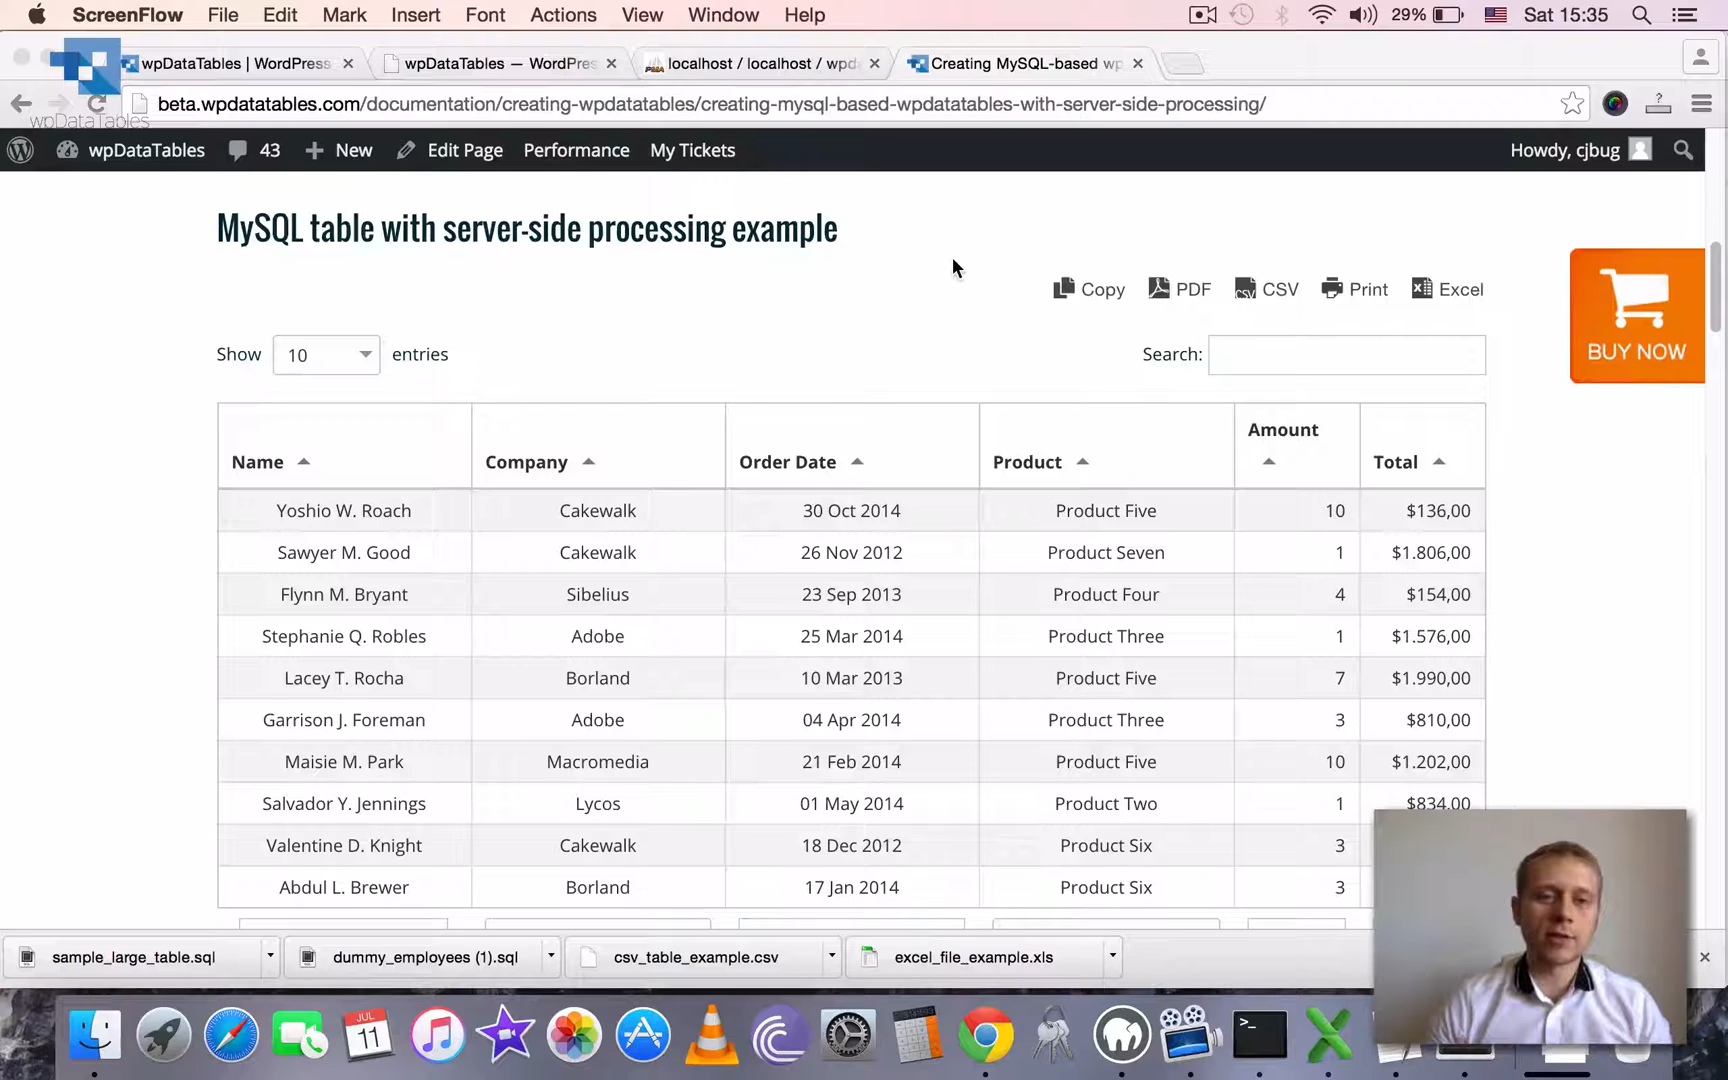 ScreenFlow File Edit Mark Insert Font Actions View Window Help 29% Sat 15:35
wpDataTables | WordPress wpDataTables — WordPres localhost / localhost / wpd Creating MySQL-based wp
beta.wpdatatables.com/documentation/creating-wpdatatables/creating-mysql-based-wpdatatables-with-server-side-processing/
wpDataTables
wpDataTables 43 New Edit Page Performance My Tickets Howdy, cjbug
MySQL table with server-side processing example
Copy PDF CSV Print Excel
BUY NOW
Show 10 entries Search:
Name Company Order Date Product Amount Total
Yoshio W. Roach Cakewalk 30 Oct 2014 Product Five 10 $136,00
Sawyer M. Good Cakewalk 26 Nov 2012 Product Seven 1 $1.806,00
Flynn M. Bryant Sibelius 23 Sep 2013 Product Four 4 $154,00
Stephanie Q. Robles Adobe 25 Mar 2014 Product Three 1 $1.576,00
Lacey T. Rocha Borland 10 Mar 2013 Product Five 7 $1.990,00
Garrison J. Foreman Adobe 04 Apr 2014 Product Three 3 $810,00
Maisie M. Park Macromedia 21 Feb 2014 Product Five 10 $1.202,00
Salvador Y. Jennings Lycos 01 May 2014 Product Two 1 $834,00
Valentine D. Knight Cakewalk 18 Dec 2012 Product Six 3
Abdul L. Brewer Borland 17 Jan 2014 Product Six 3
sample_large_table.sql dummy_employees (1).sql csv_table_example.csv excel_file_example.xls
JUL
11